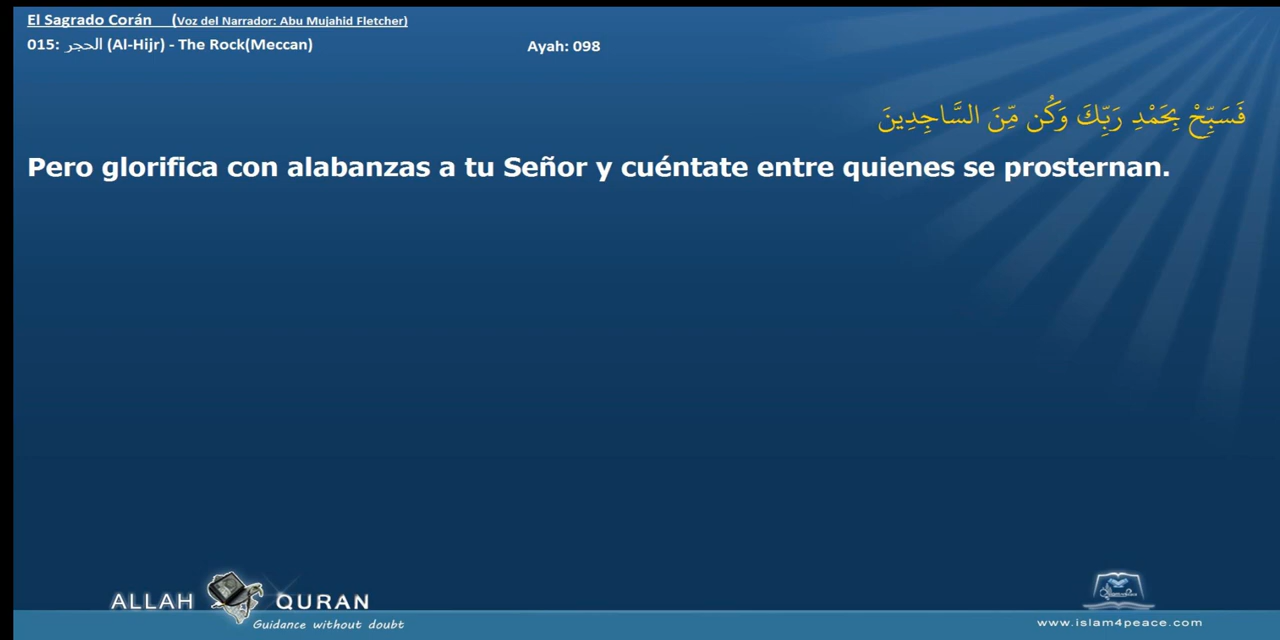 El Sagrado Corán (Voz del Narrador: Abu Mujahid Fletcher)
015: الحجر (Al-Hijr) - The Rock(Meccan) Ayah: 098
فَسَبِّحْ بِحَمْدِ رَبِّكَ وَكُن مِّنَ السَّاجِدِينَ
Pero glorifica con alabanzas a tu Señor y cuéntate entre quienes se prosternan.
ALLAH QURAN
Guidance without doubt
www.islam4peace.com